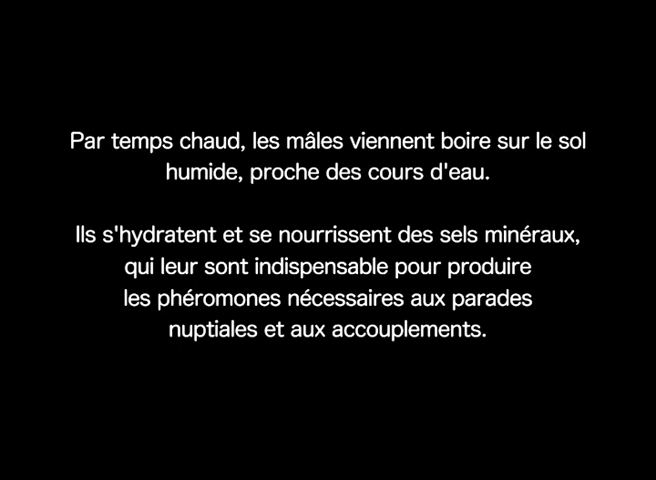 Par temps chaud, les mâles viennent boire sur le sol
humide, proche des cours d'eau.
Ils s'hydratent et se nourrissent des sels minéraux,
qui leur sont indispensable pour produire
les phéromones nécessaires aux parades
nuptiales et aux accouplements.